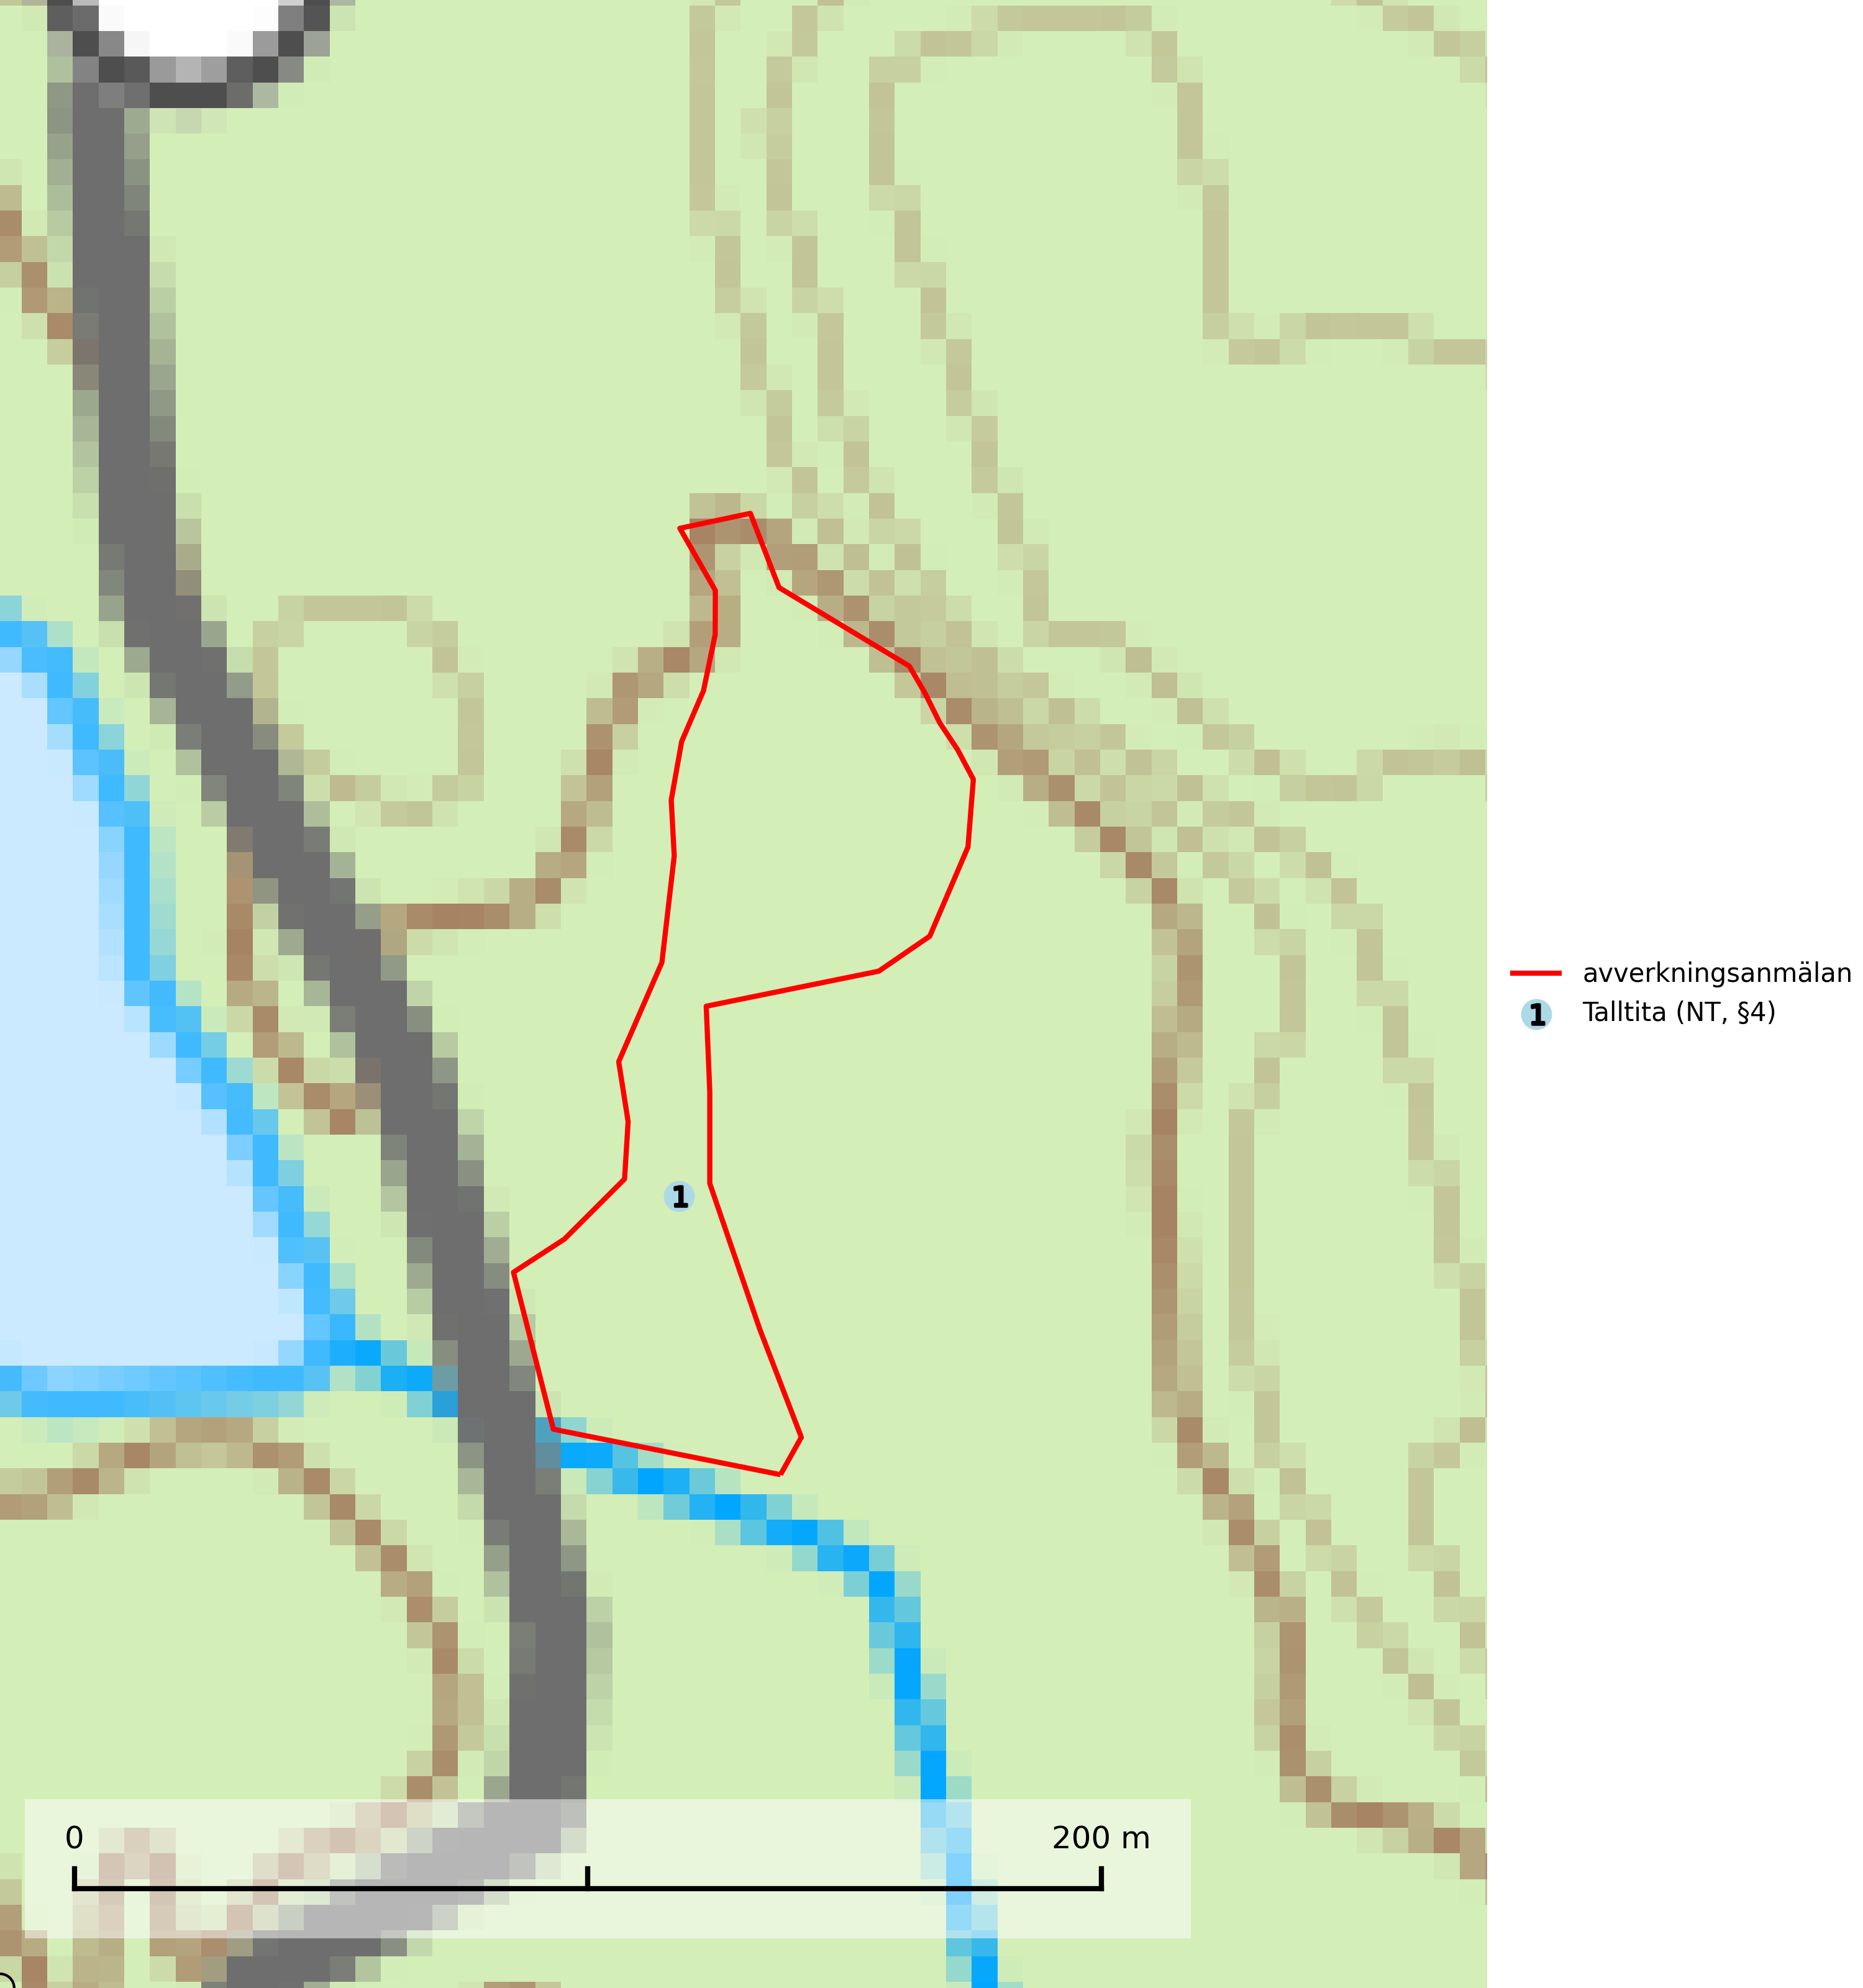 avverkningsanmälan
1 Talltita (NT, §4)
1
0 200 m